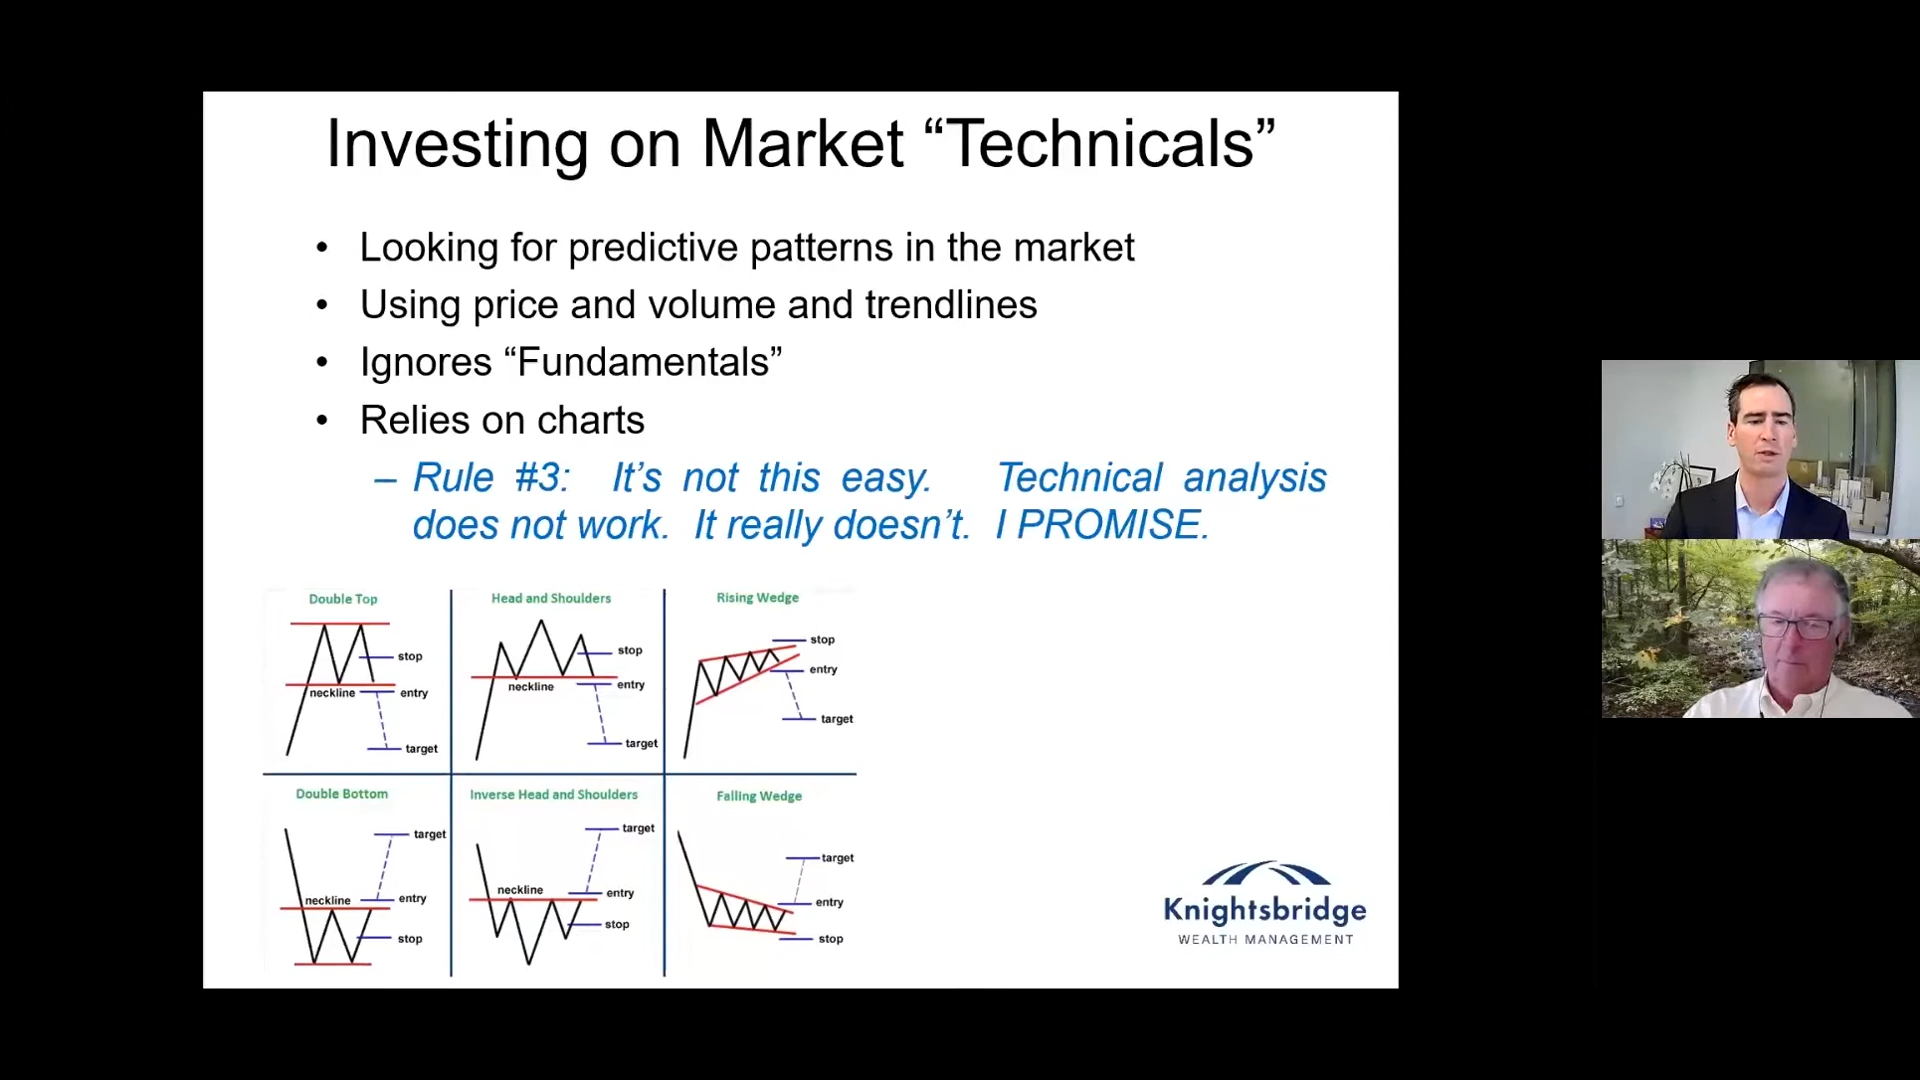 Investing on Market “Technicals”
• Looking for predictive patterns in the market
• Using price and volume and trendlines
• Ignores “Fundamentals”
• Relies on charts
– Rule #3: It’s not this easy. Technical analysis
does not work. It really doesn’t. I PROMISE.
Double Top
stop
neckline
entry
target
Head and Shoulders
stop
neckline
entry
target
Rising Wedge
stop
entry
target
Double Bottom
target
neckline
entry
stop
Inverse Head and Shoulders
target
neckline
entry
stop
Falling Wedge
target
entry
stop
Knightsbridge
WEALTH MANAGEMENT